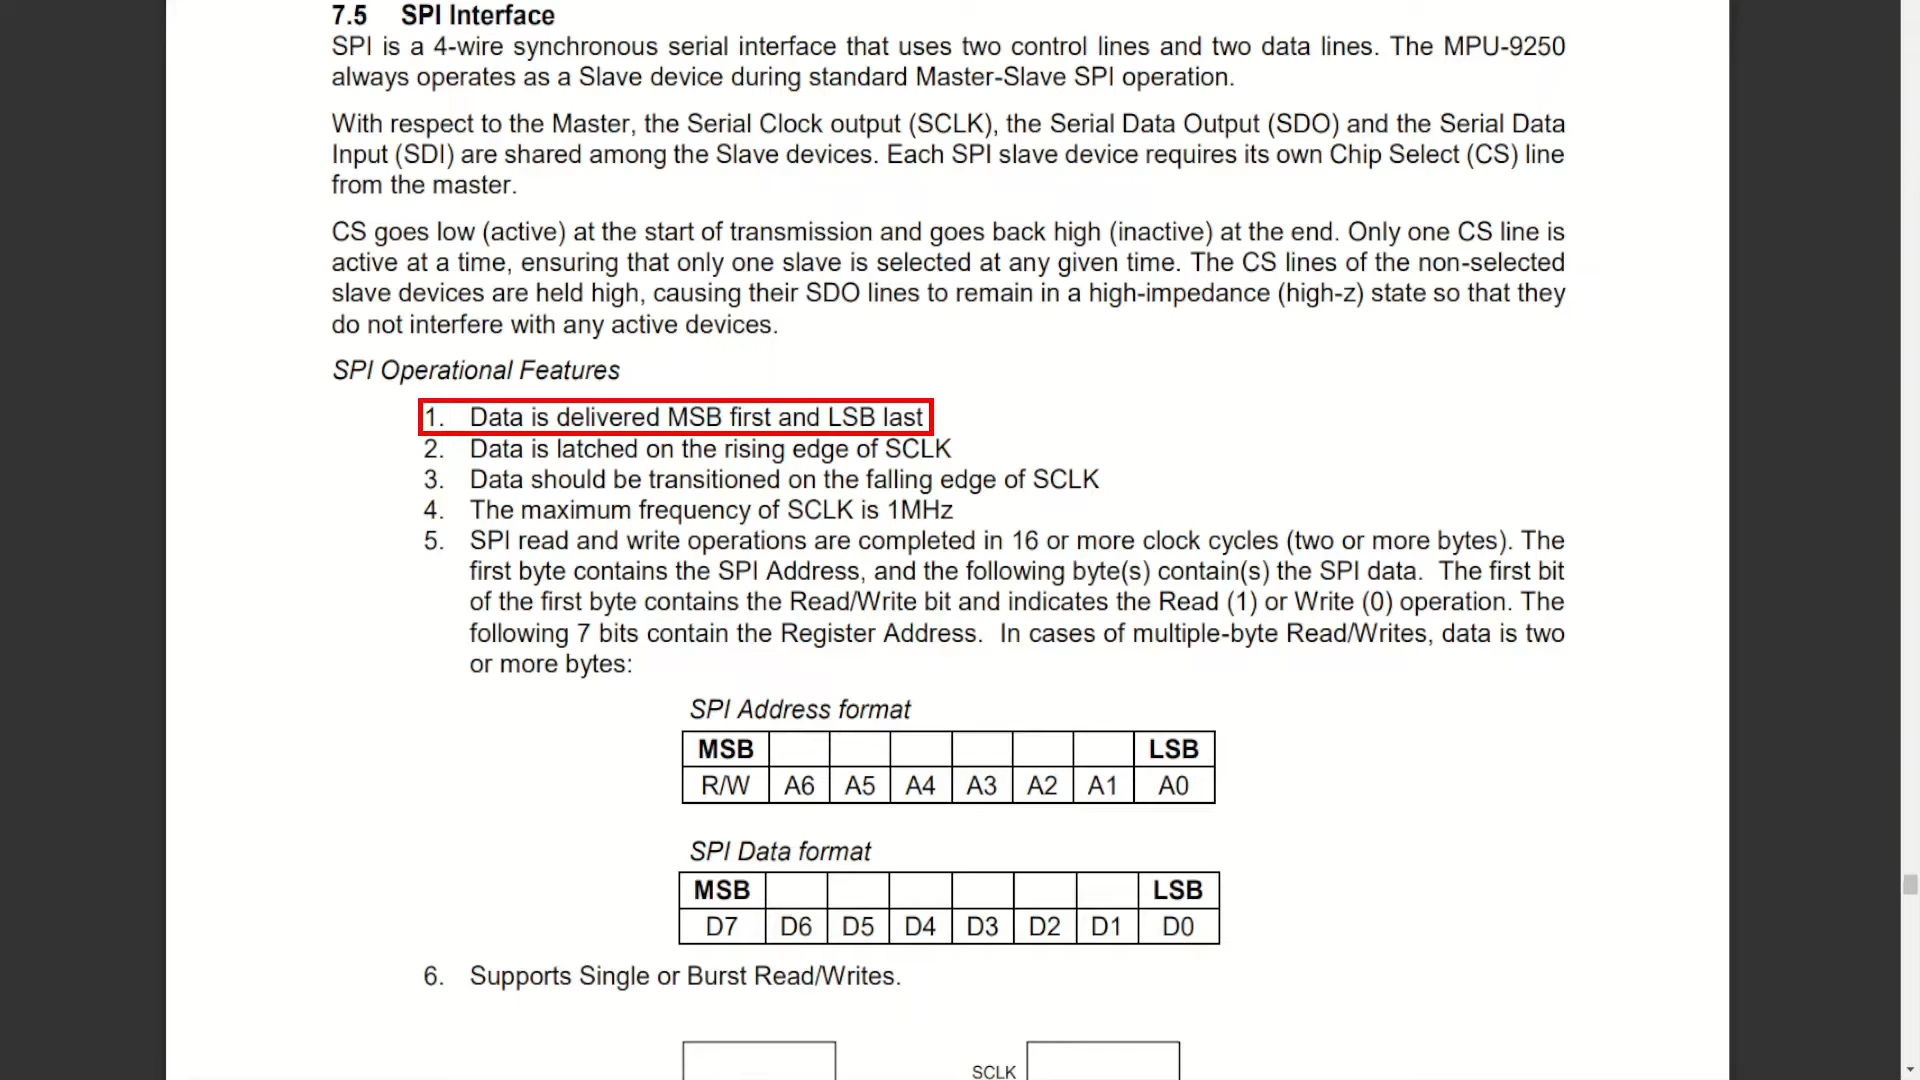 7.5 SPI Interface
SPI is a 4-wire synchronous serial interface that uses two control lines and two data lines. The MPU-9250
always operates as a Slave device during standard Master-Slave SPI operation.
With respect to the Master, the Serial Clock output (SCLK), the Serial Data Output (SDO) and the Serial Data
Input (SDI) are shared among the Slave devices. Each SPI slave device requires its own Chip Select (CS) line
from the master.
CS goes low (active) at the start of transmission and goes back high (inactive) at the end. Only one CS line is
active at a time, ensuring that only one slave is selected at any given time. The CS lines of the non-selected
slave devices are held high, causing their SDO lines to remain in a high-impedance (high-z) state so that they
do not interfere with any active devices.
SPI Operational Features
1. Data is delivered MSB first and LSB last
2. Data is latched on the rising edge of SCLK
3. Data should be transitioned on the falling edge of SCLK
4. The maximum frequency of SCLK is 1MHz
5. SPI read and write operations are completed in 16 or more clock cycles (two or more bytes). The
first byte contains the SPI Address, and the following byte(s) contain(s) the SPI data. The first bit
of the first byte contains the Read/Write bit and indicates the Read (1) or Write (0) operation. The
following 7 bits contain the Register Address. In cases of multiple-byte Read/Writes, data is two
or more bytes:
SPI Address format
MSB LSB
R/W A6 A5 A4 A3 A2 A1 A0
SPI Data format
MSB LSB
D7 D6 D5 D4 D3 D2 D1 D0
6. Supports Single or Burst Read/Writes.
SCLK